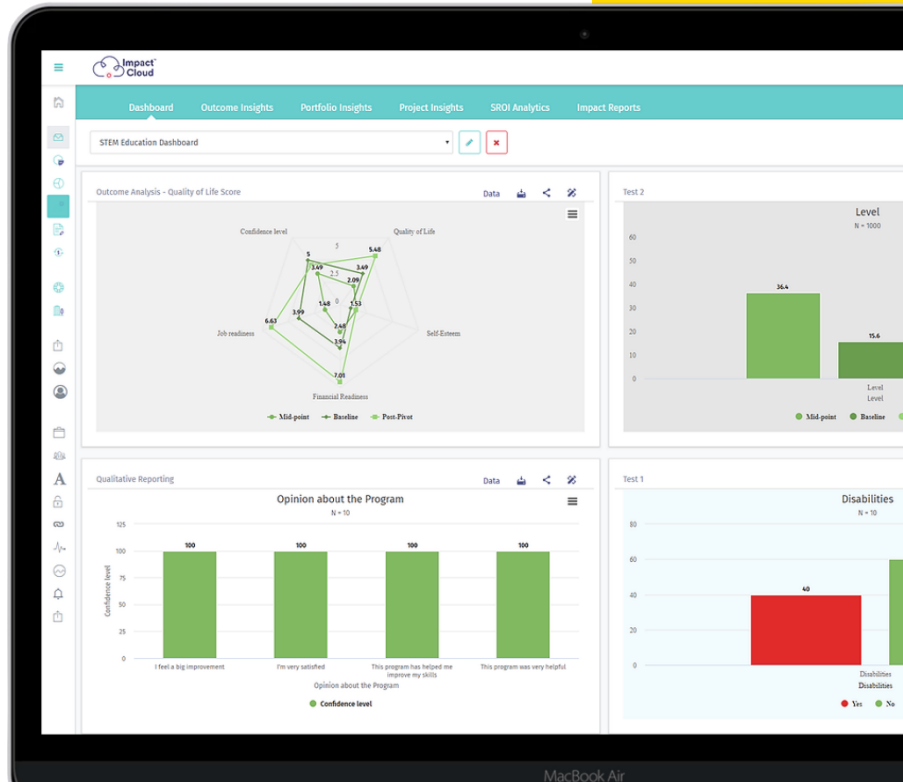 Impact
Cloud
Dashboard Outcome Insights Portfolio Insights Project Insights SROI Analytics Impact Reports
STEM Education Dashboard
Outcome Analysis - Quality of Life Score Data
Confidence level Quality of Life
5
5.48
5
3.49 2.5 3.49
2.09
0
1.48 1.53
3.99
6.63
Job readiness Self-Esteem
2.48
3.94
7.01
Financial Readiness
Mid-point Baseline Post-Pivot
Test 2
Level
N = 1000
60
50
40
36.4
30
20
15.6
10
0
Level
Level
Mid-point Baseline
Qualitative Reporting Data
Opinion about the Program
N = 10
125
100 100 100 100
100
75
50
25
0
Confidence level
I feel a big improvement I'm very satisfied This program has helped me This program was very helpful
improve my skills
Opinion about the Program
Confidence level
Test 1
Disabilities
N = 10
80
60
40
40
20
0
Disabilities
Disabilities
Yes No
A
MacBook Air